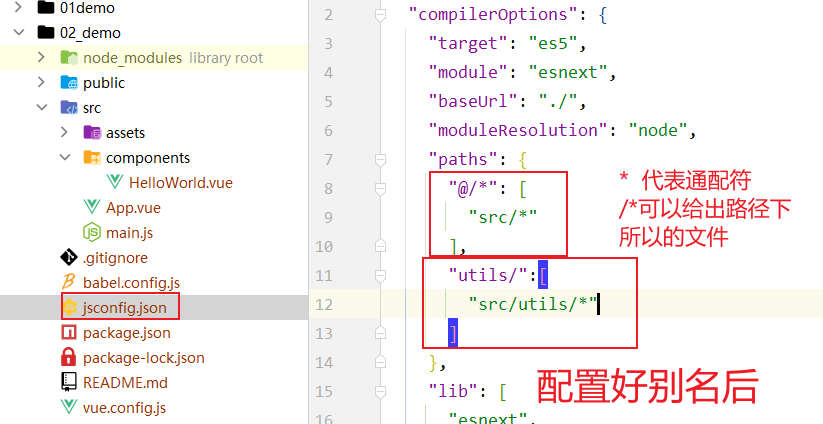 01demo
02_demo
node_modules library root
public
src
assets
components
HelloWorld.vue
App.vue
main.js
.gitignore
babel.config.js
jsconfig.json
package.json
package-lock.json
README.md
vue.config.js
2 "compilerOptions": {
3 "target": "es5",
4 "module": "esnext",
5 "baseUrl": "./",
6 "moduleResolution": "node",
7 "paths": {
8 "@/*": [
9 "src/*"
10 ],
11 "utils/":[
12 "src/utils/*"
13 ]
14 },
15 "lib": [
16 "esnext",
* 代表通配符
/*可以给出路径下
所以的文件
配置好别名后